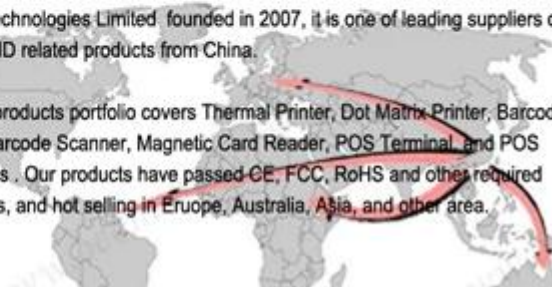 chnologies Limited founded in 2007, it is one of leading suppliers o
ID related products from China.
products portfolio covers Thermal Printer, Dot Matrix Printer, Barcod
arcode Scanner, Magnetic Card Reader, POS Terminal, and POS
s . Our products have passed CE, FCC, RoHS and other required
s, and hot selling in Eruope, Australia, Asia, and other area.